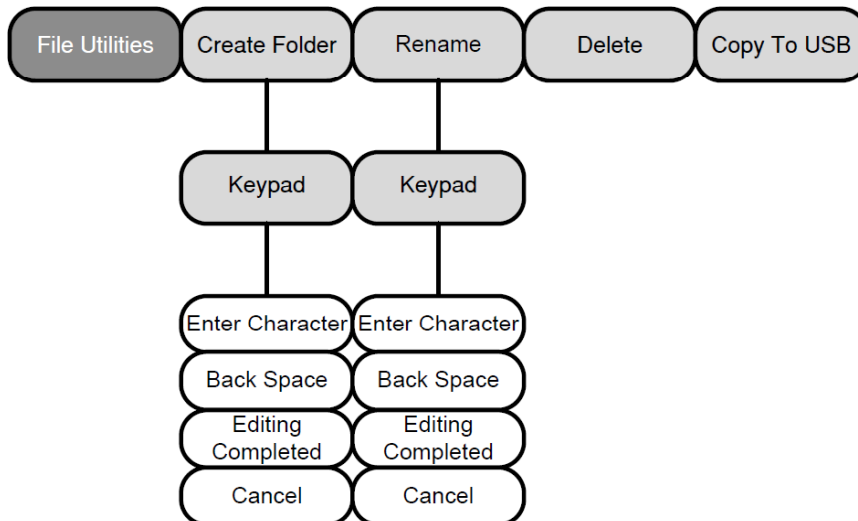 File Utilities
Create Folder
Rename
Delete
Copy To USB
Keypad
Keypad
Enter Character
Enter Character
Back Space
Back Space
Editing
Completed
Editing
Completed
Cancel
Cancel